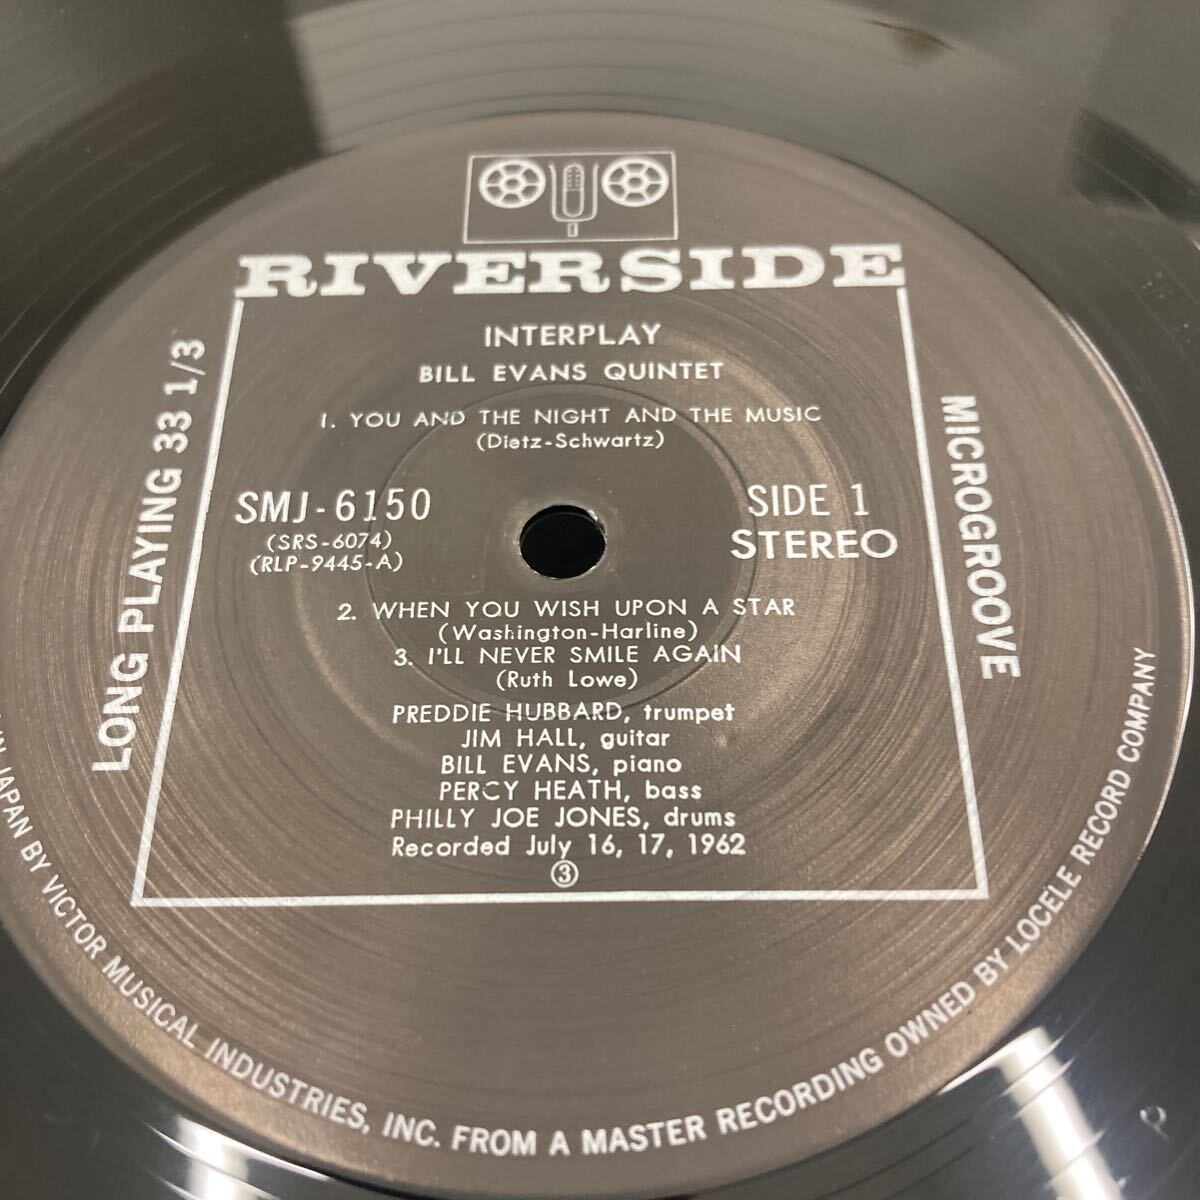 RIVERSIDE
INTERPLAY
BILL EVANS QUINTET
1. YOU AND THE NIGHT AND THE MUSIC
(Dietz-Schwartz)
SMJ-6150
(SRS-6074)
(RLP-9445-A)
SIDE 1
STEREO
2. WHEN YOU WISH UPON A STAR
(Washington-Harline)
3. I'LL NEVER SMILE AGAIN
(Ruth Lowe)
PREDDIE HUBBARD, trumpet
JIM HALL, guitar
BILL EVANS, piano
PERCY HEATH, bass
PHILLY JOE JONES, drums
Recorded July 16, 17, 1962
③
LONG PLAYING 33 1/3
MICROGROOVE
IN JAPAN BY VICTOR MUSICAL INDUSTRIES, INC. FROM A MASTER RECORDING OWNED BY LOCELE RECORD COMPANY